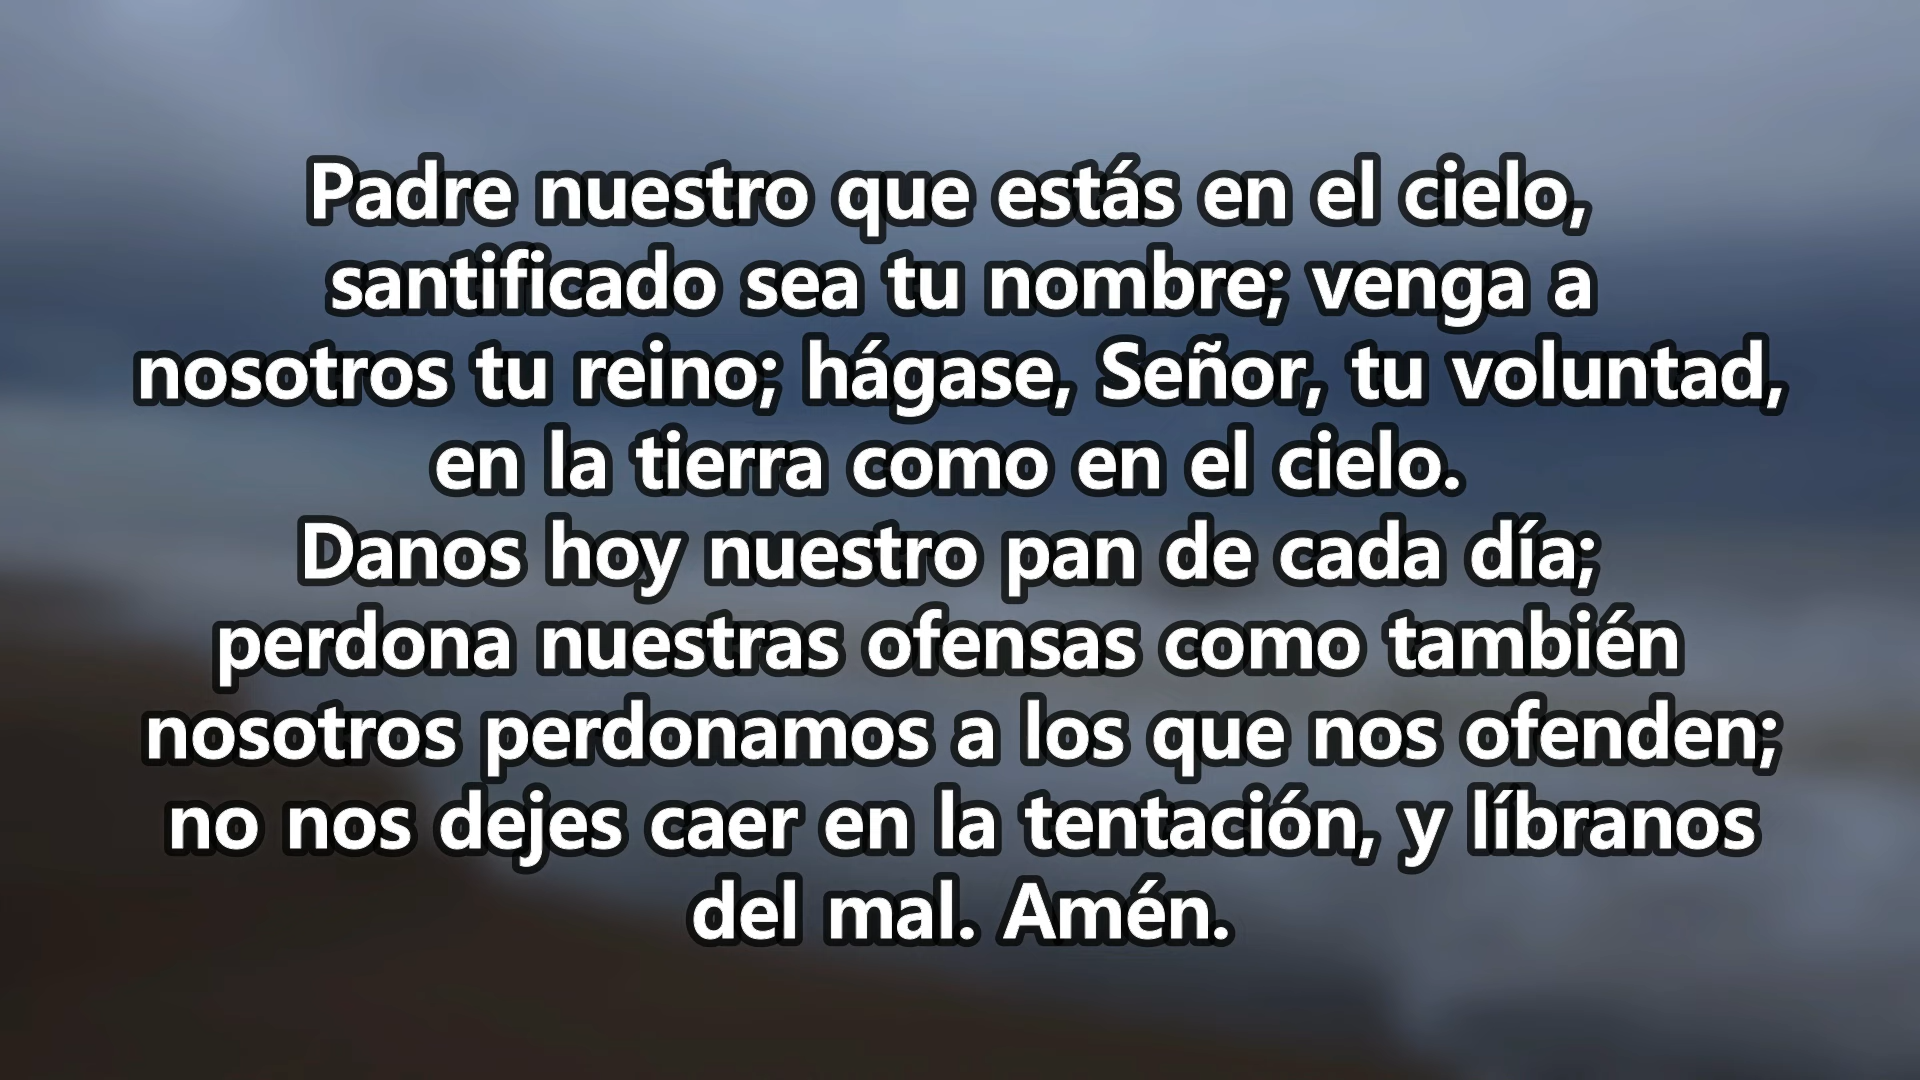 Padre nuestro que estás en el cielo,
santificado sea tu nombre; venga a
nosotros tu reino; hágase, Señor, tu voluntad,
en la tierra como en el cielo.
Danos hoy nuestro pan de cada día;
perdona nuestras ofensas como también
nosotros perdonamos a los que nos ofenden;
no nos dejes caer en la tentación, y líbranos
del mal. Amén.